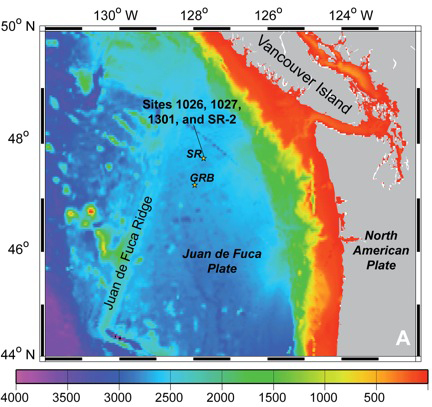 130° W 128° W 126° W 124° W
50° N
Vancouver Island
Sites 1026, 1027,
1301, and SR-2
48°
SR
GRB
Juan de Fuca Ridge
Juan de Fuca
Plate
North
American
Plate
46°
A
44° N
4000 3500 3000 2500 2000 1500 1000 500